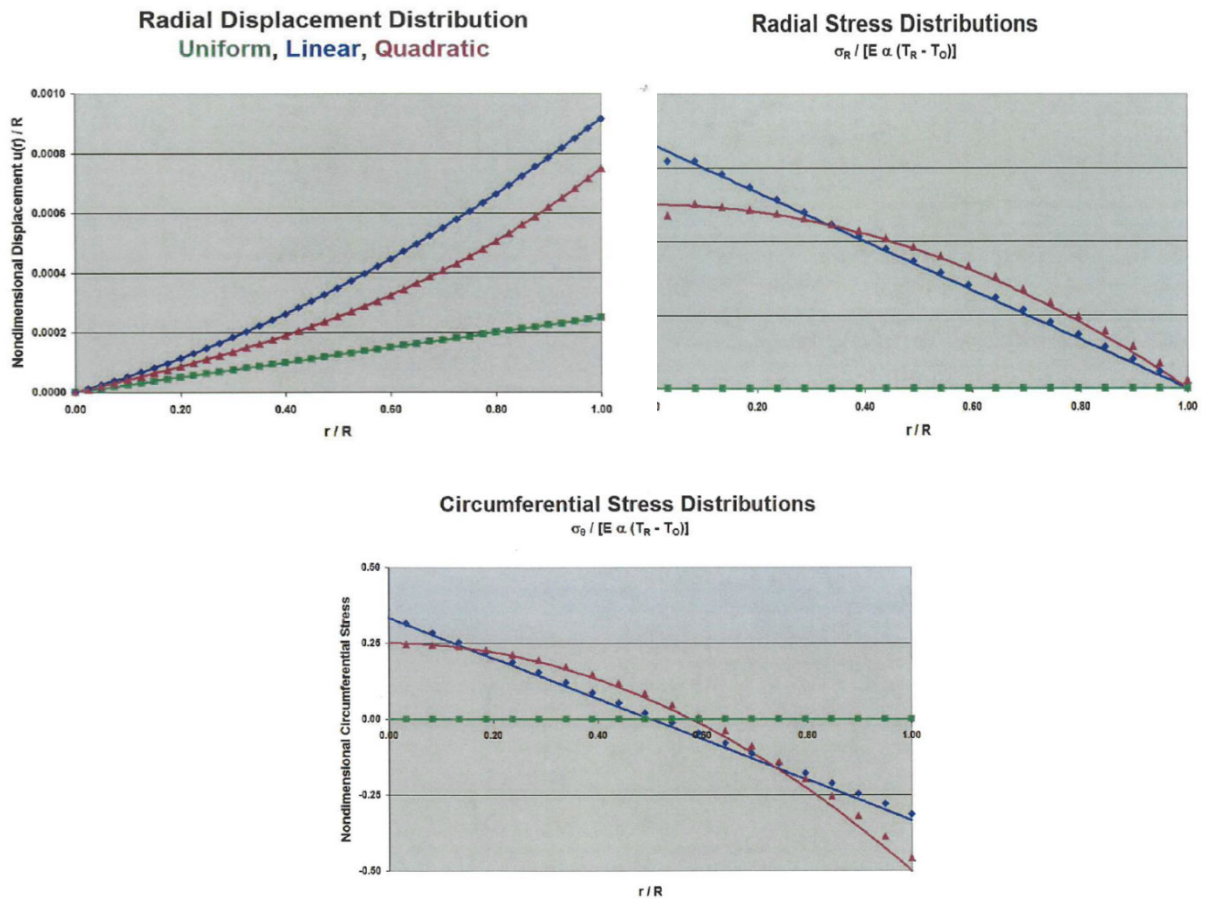 Radial Displacement Distribution
Uniform, Linear, Quadratic
Nondimensional Displacement u(r) / R
0.0010
0.0008
0.0006
0.0004
0.0002
0.0000
0.00 0.20 0.40 0.60 0.80 1.00
r / R
Radial Stress Distributions
σR / [E α (TR - TO)]
0.20 0.40 0.60 0.80 1.00
r / R
Circumferential Stress Distributions
σθ / [E α (TR - TO)]
Nondimensional Circumferential Stress
0.50
0.25
0.00
-0.25
-0.50
0.00 0.20 0.40 0.60 0.80 1.00
r / R